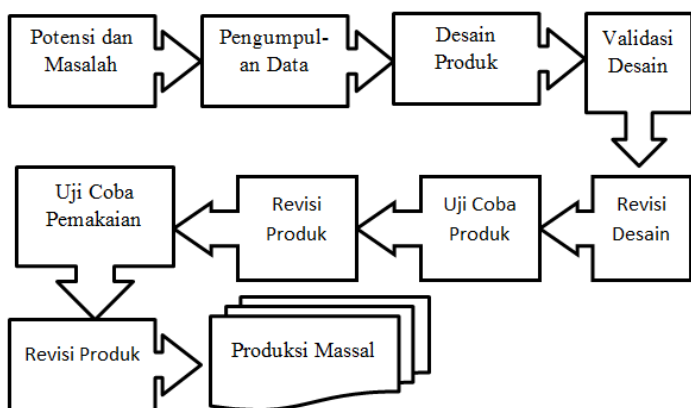 Potensi dan
Masalah
Pengumpul-
an Data
Desain
Produk
Validasi
Desain
Revisi
Desain
Uji Coba
Produk
Revisi
Produk
Uji Coba
Pemakaian
Revisi Produk
Produksi Massal